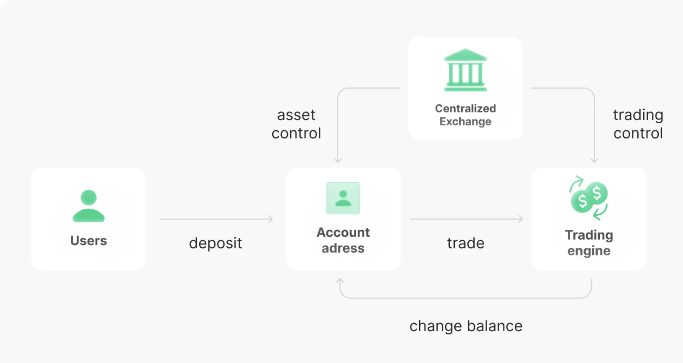 Centralized
Exchange
asset
control
trading
control
Users
deposit
Account
adress
trade
Trading
engine
change balance